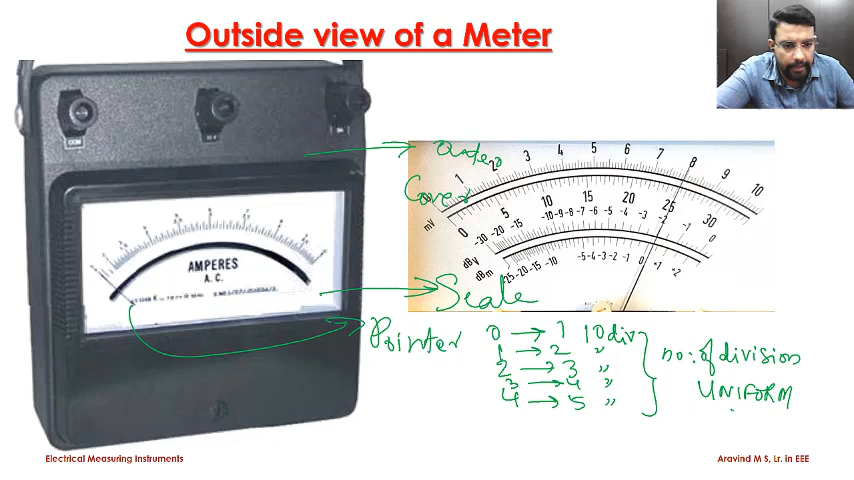 Outside view of a Meter
COM
AMPERES
A.C.
Outer
Cover
Scale
Pointer
1 2 3 4 5 6 7 8 9 10
mV
0 5 10 15 20 25 30
-30 -20 -15 -10 -9 -8 -7 -6 -5 -4 -3 -2 -1 0
dBV
dBm
-25 -20 -15 -10 -5 -4 -3 -2 -1 0 +1 +2
0 → 1 10 div
1 → 2 "
2 → 3 "
3 → 4 "
4 → 5 "
no: of division
UNIFORM
Electrical Measuring Instruments
Aravind M S, Lr. in EEE